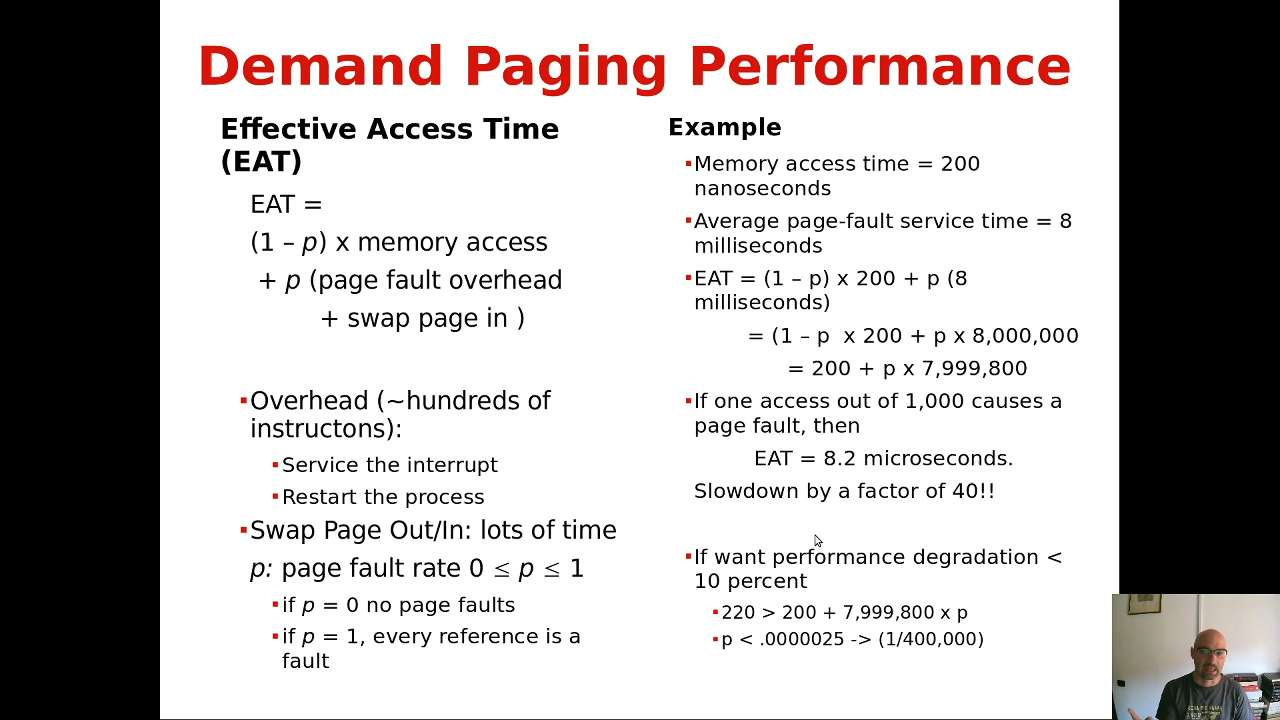 Demand Paging Performance
Effective Access Time
(EAT)
EAT =
(1 – p) x memory access
+ p (page fault overhead
+ swap page in )
▪Overhead (~hundreds of
instructons):
▪Service the interrupt
▪Restart the process
▪Swap Page Out/In: lots of time
p: page fault rate 0 ≤ p ≤ 1
▪if p = 0 no page faults
▪if p = 1, every reference is a
fault
Example
▪Memory access time = 200
nanoseconds
▪Average page-fault service time = 8
milliseconds
▪EAT = (1 – p) x 200 + p (8
milliseconds)
= (1 – p  x 200 + p x 8,000,000
= 200 + p x 7,999,800
▪If one access out of 1,000 causes a
page fault, then
EAT = 8.2 microseconds.
Slowdown by a factor of 40!!
▪If want performance degradation <
10 percent
▪220 > 200 + 7,999,800 x p
▪p < .0000025 -> (1/400,000)